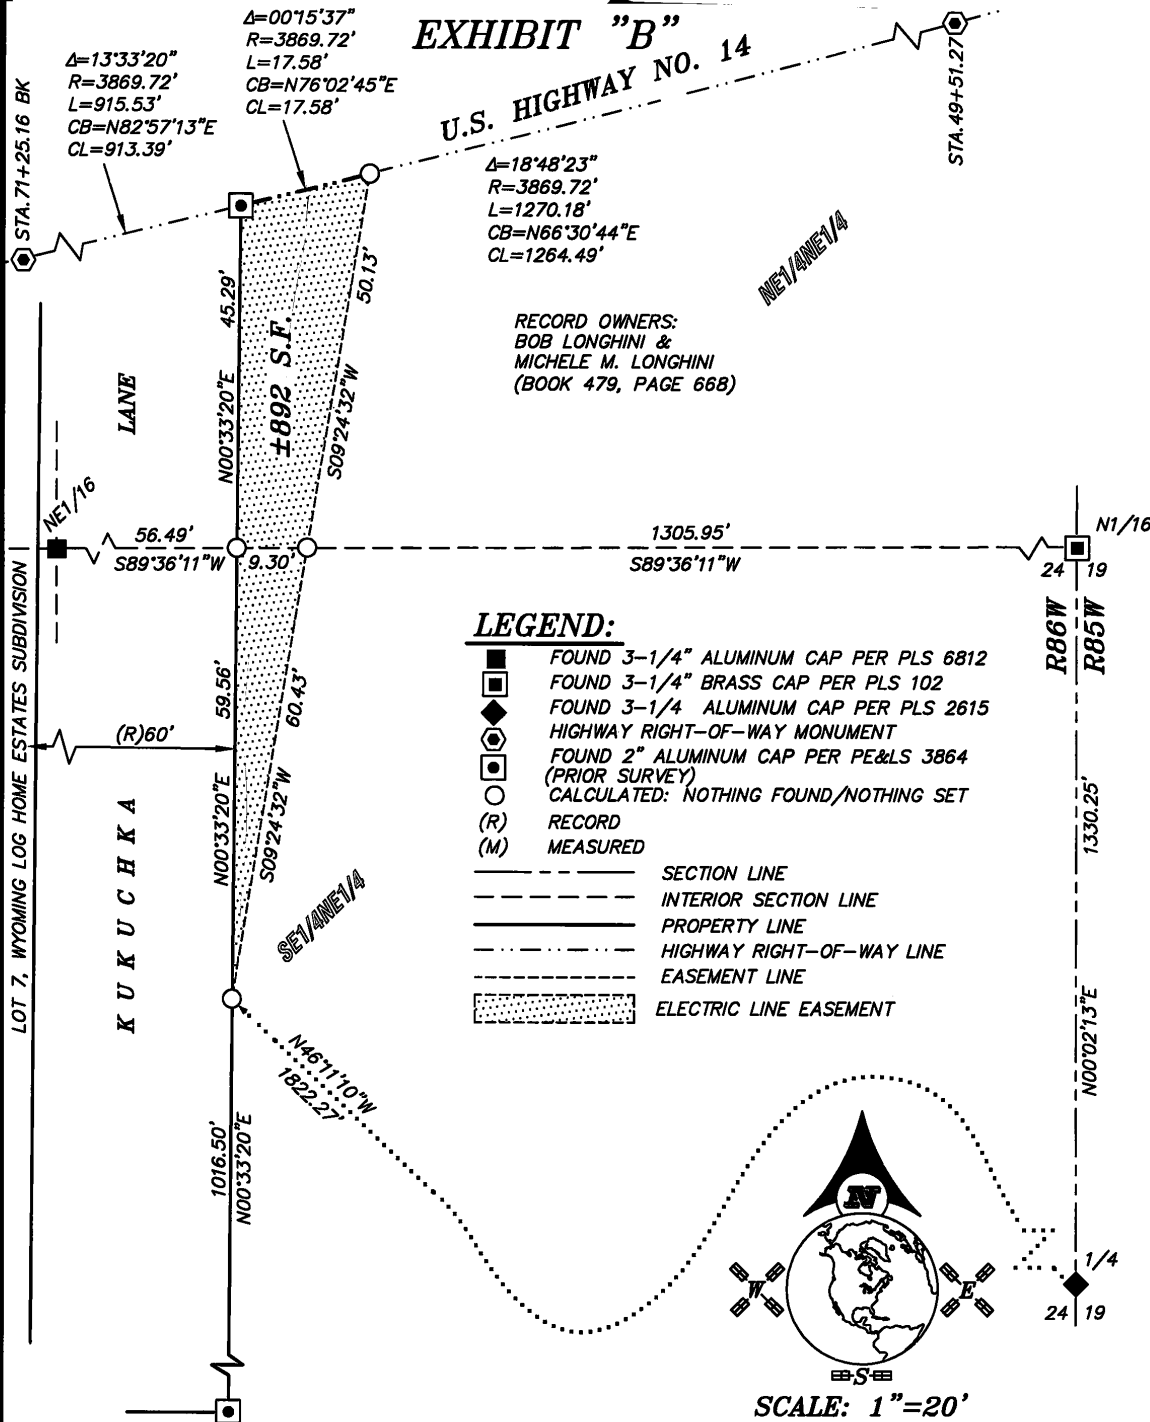 EXHIBIT "B"
Δ=13°33'20"
R=3869.72'
L=915.53'
CB=N82°57'13"E
CL=913.39'
Δ=00°15'37"
R=3869.72'
L=17.58'
CB=N76°02'45"E
CL=17.58'
U.S. HIGHWAY NO. 14
STA.71+25.16 BK
STA.49+51.27
Δ=18°48'23"
R=3869.72'
L=1270.18'
CB=N66°30'44"E
CL=1264.49'
NE1/4NE1/4
RECORD OWNERS:
BOB LONGHINI &
MICHELE M. LONGHINI
(BOOK 479, PAGE 668)
45.29'
N00°33'20"E
±892 S.F.
50.13'
S09°24'32"W
LANE
NE1/16
56.49'
S89°36'11"W
9.30'
1305.95'
S89°36'11"W
N1/16
24 19
R86W
R85W
LOT 7, WYOMING LOG HOME ESTATES SUBDIVISION
(R)60'
KUKUCHKA
59.56'
N00°33'20"E
60.43'
S09°24'32"W
SE1/4NE1/4
LEGEND:
FOUND 3-1/4" ALUMINUM CAP PER PLS 6812
FOUND 3-1/4" BRASS CAP PER PLS 102
FOUND 3-1/4 ALUMINUM CAP PER PLS 2615
HIGHWAY RIGHT-OF-WAY MONUMENT
FOUND 2" ALUMINUM CAP PER PE&LS 3864
(PRIOR SURVEY)
CALCULATED: NOTHING FOUND/NOTHING SET
(R) RECORD
(M) MEASURED
SECTION LINE
INTERIOR SECTION LINE
PROPERTY LINE
HIGHWAY RIGHT-OF-WAY LINE
EASEMENT LINE
ELECTRIC LINE EASEMENT
1330.25'
N00°02'13"E
N46°11'10"W
1822.27'
1016.50'
N00°33'20"E
1/4
24 19
N
W
E
S
SCALE: 1"=20'